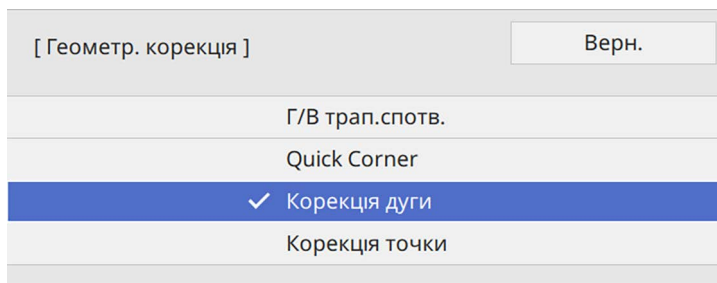 [ Геометр. корекція ]
Верн.
Г/В трап.спотв.
Quick Corner
Корекція дуги
Корекція точки